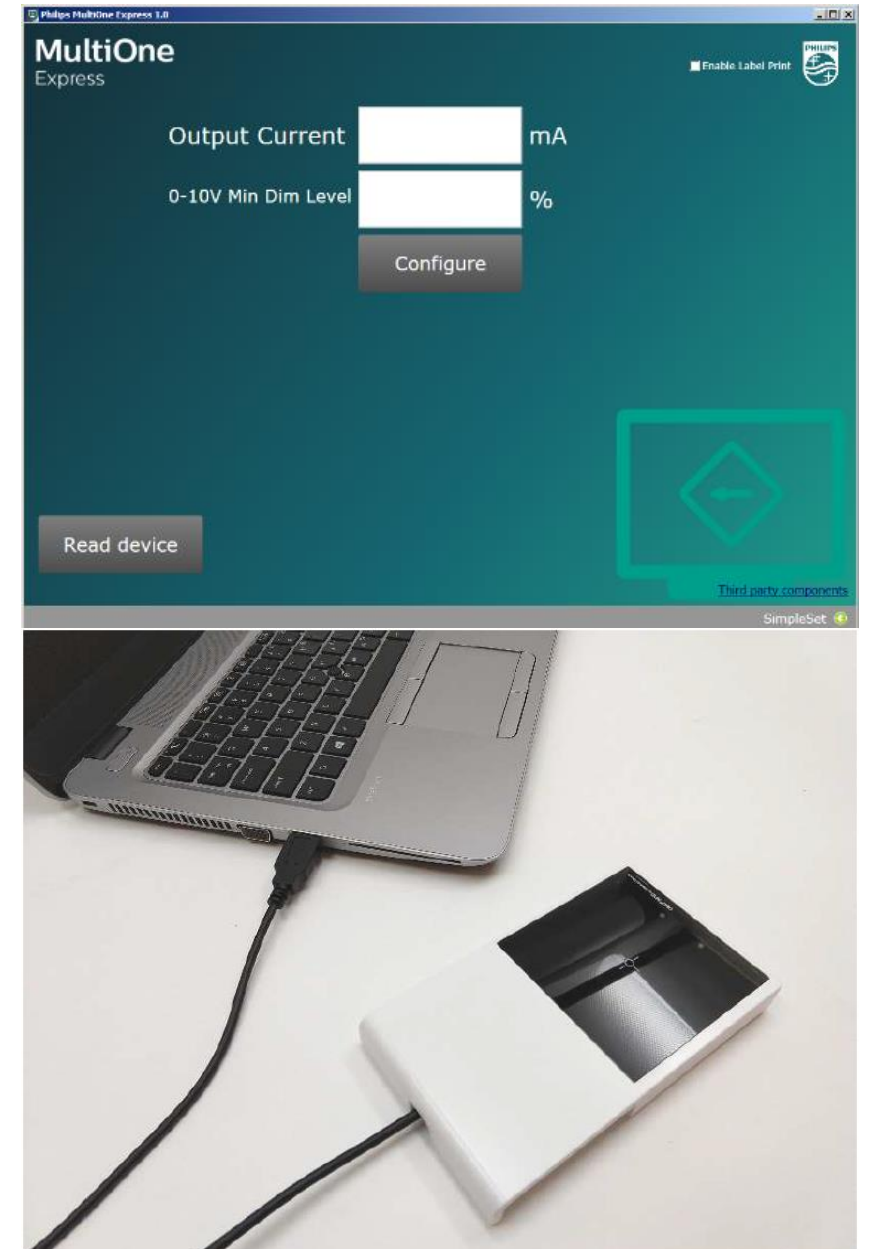 Philips MultiOne Express 1.0
MultiOne
Express
Enable Label Print
PHILIPS
Output Current mA
0-10V Min Dim Level %
Configure
Read device
Third party components
SimpleSet